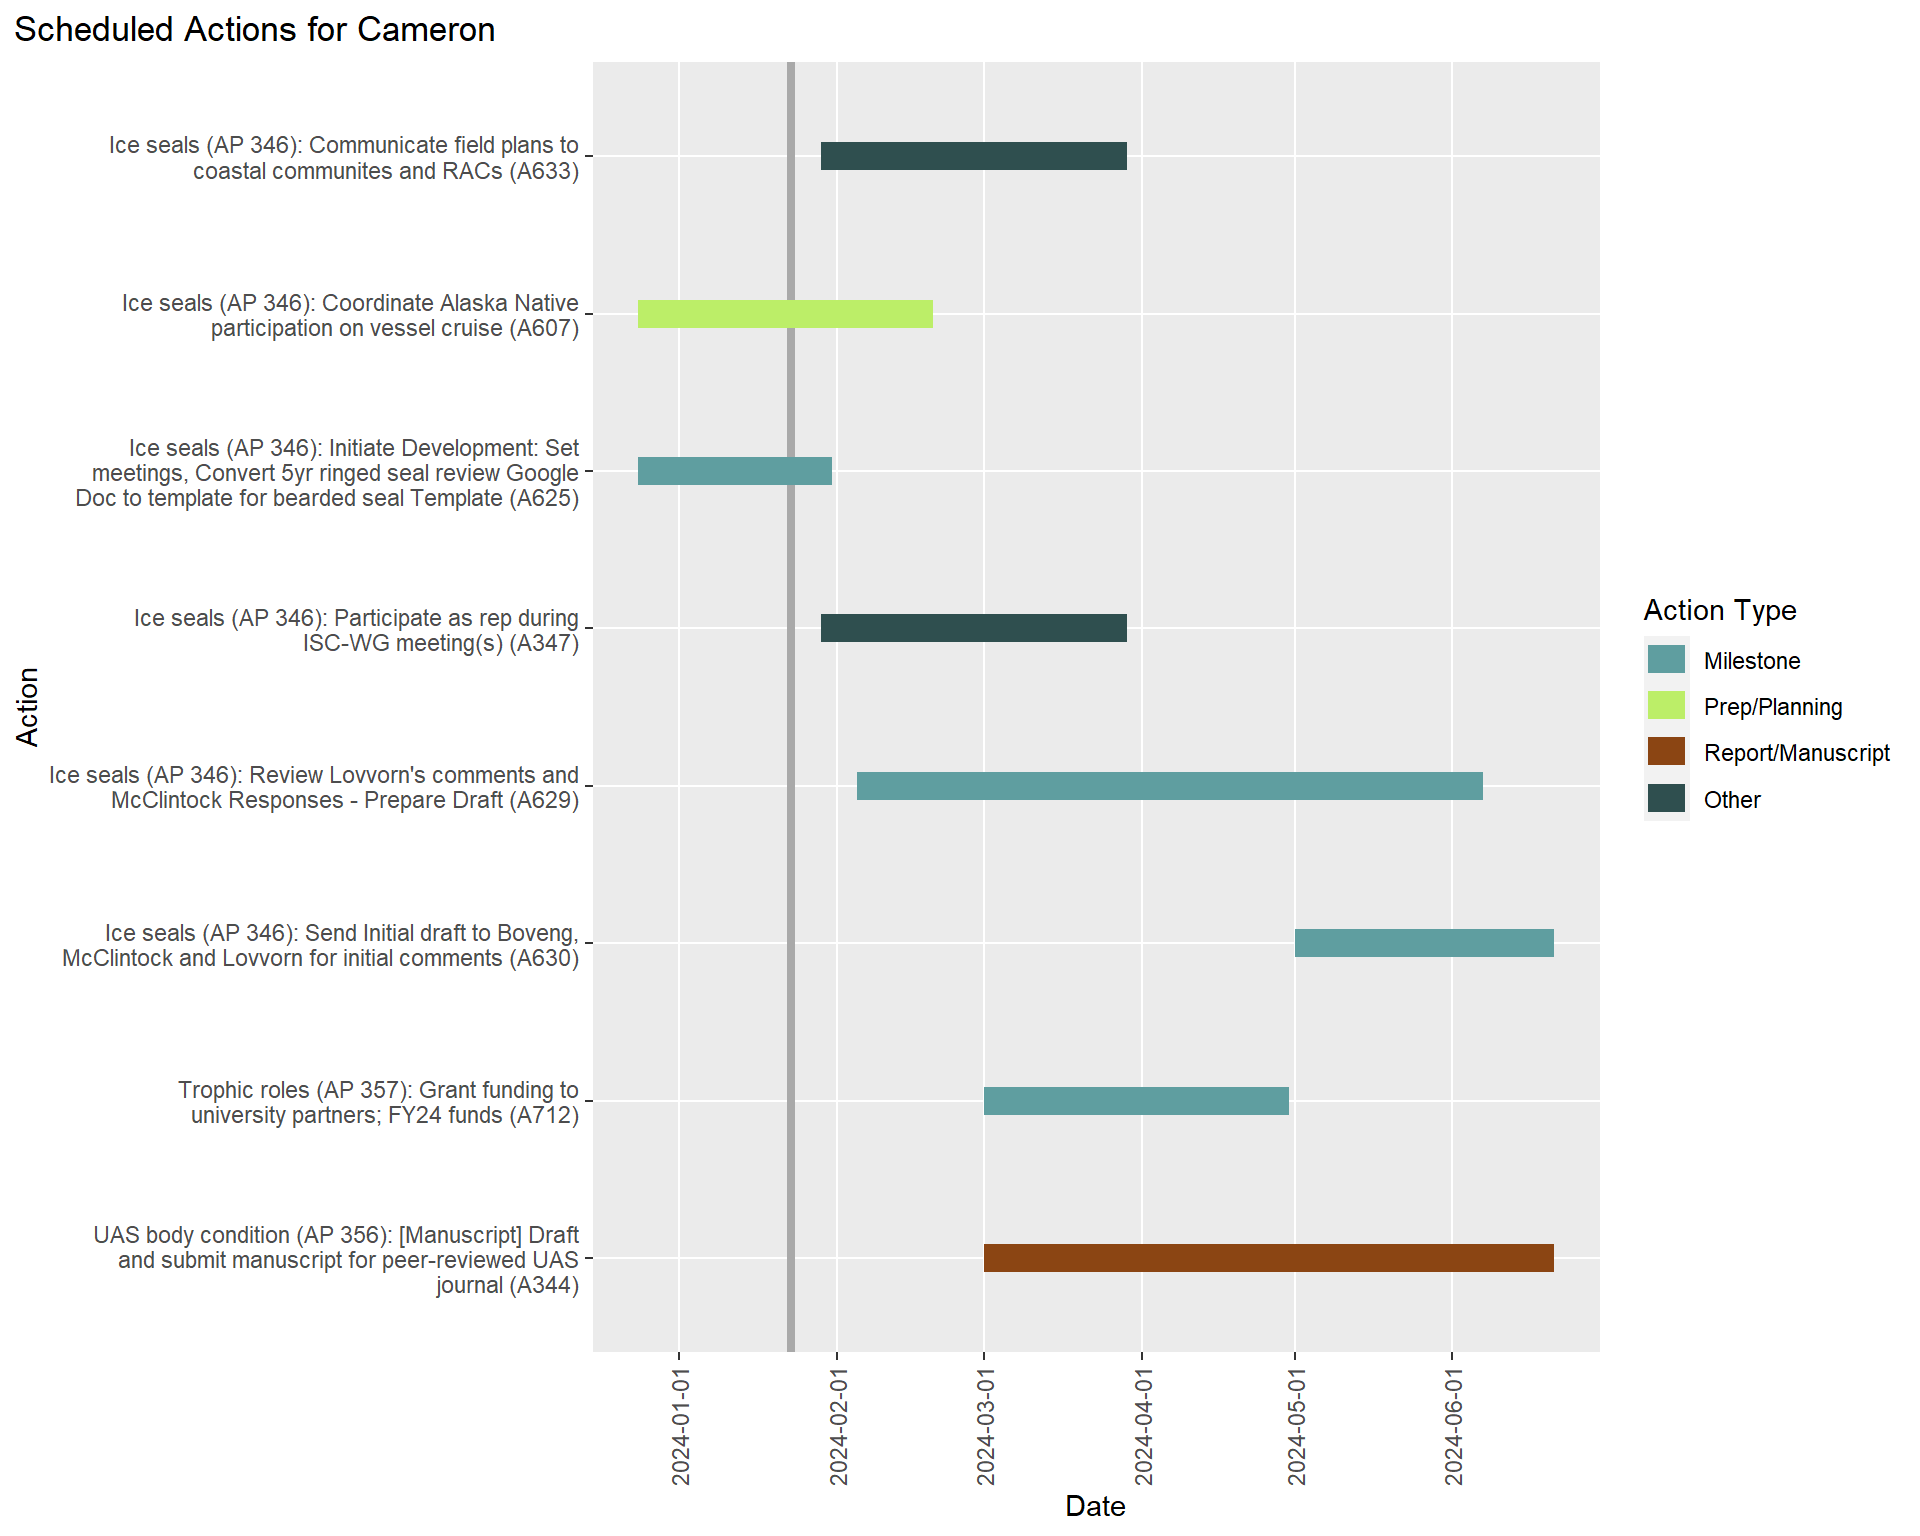 Scheduled Actions for Cameron
Ice seals (AP 346): Communicate field plans to
coastal communites and RACs (A633)
Ice seals (AP 346): Coordinate Alaska Native
participation on vessel cruise (A607)
Ice seals (AP 346): Initiate Development: Set
meetings, Convert 5yr ringed seal review Google
Doc to template for bearded seal Template (A625)
Ice seals (AP 346): Participate as rep during
ISC-WG meeting(s) (A347)
Ice seals (AP 346): Review Lovvorn's comments and
McClintock Responses - Prepare Draft (A629)
Ice seals (AP 346): Send Initial draft to Boveng,
McClintock and Lovvorn for initial comments (A630)
Trophic roles (AP 357): Grant funding to
university partners; FY24 funds (A712)
UAS body condition (AP 356): [Manuscript] Draft
and submit manuscript for peer-reviewed UAS
journal (A344)
Action
2024-01-01
2024-02-01
2024-03-01
2024-04-01
2024-05-01
2024-06-01
Date
Action Type
Milestone
Prep/Planning
Report/Manuscript
Other